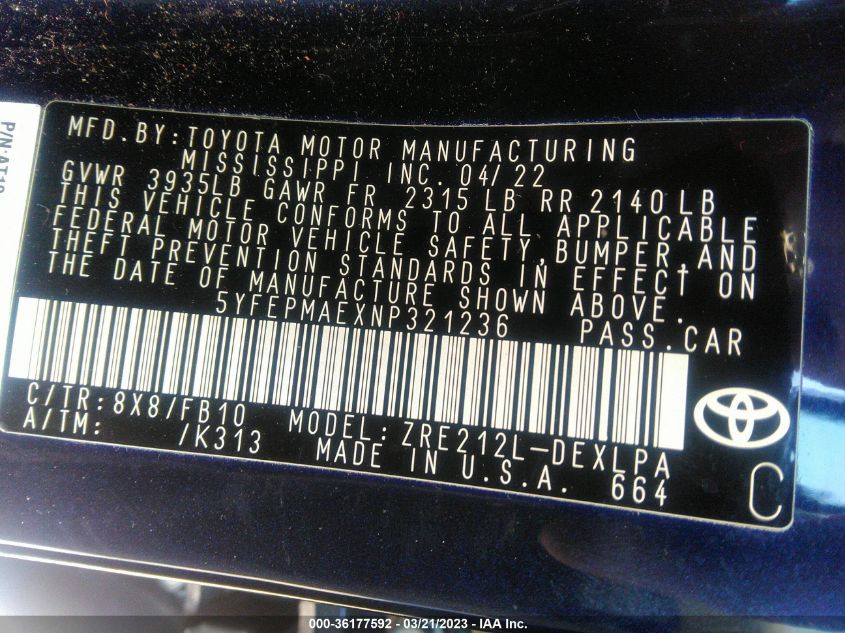 P/N:AT19
MFD.BY:TOYOTA MOTOR MANUFACTURING
MISSISSIPPI INC. 04/22
GVWR 3935LB GAWR FR 2315 LB RR 2140 LB
THIS VEHICLE CONFORMS TO ALL APPLICABLE
FEDERAL MOTOR VEHICLE SAFETY,BUMPER,AND
THEFT PREVENTION STANDARDS IN EFFECT ON
THE DATE OF MANUFACTURE SHOWN ABOVE.
5YFEPMAEXNP321236 PASS.CAR
C/TR:8X8/FB10 MODEL:ZRE212L-DEXLPA
A/TM: /K313 MADE IN U.S.A. 664
C
000-36177592 - 03/21/2023 - IAA Inc.